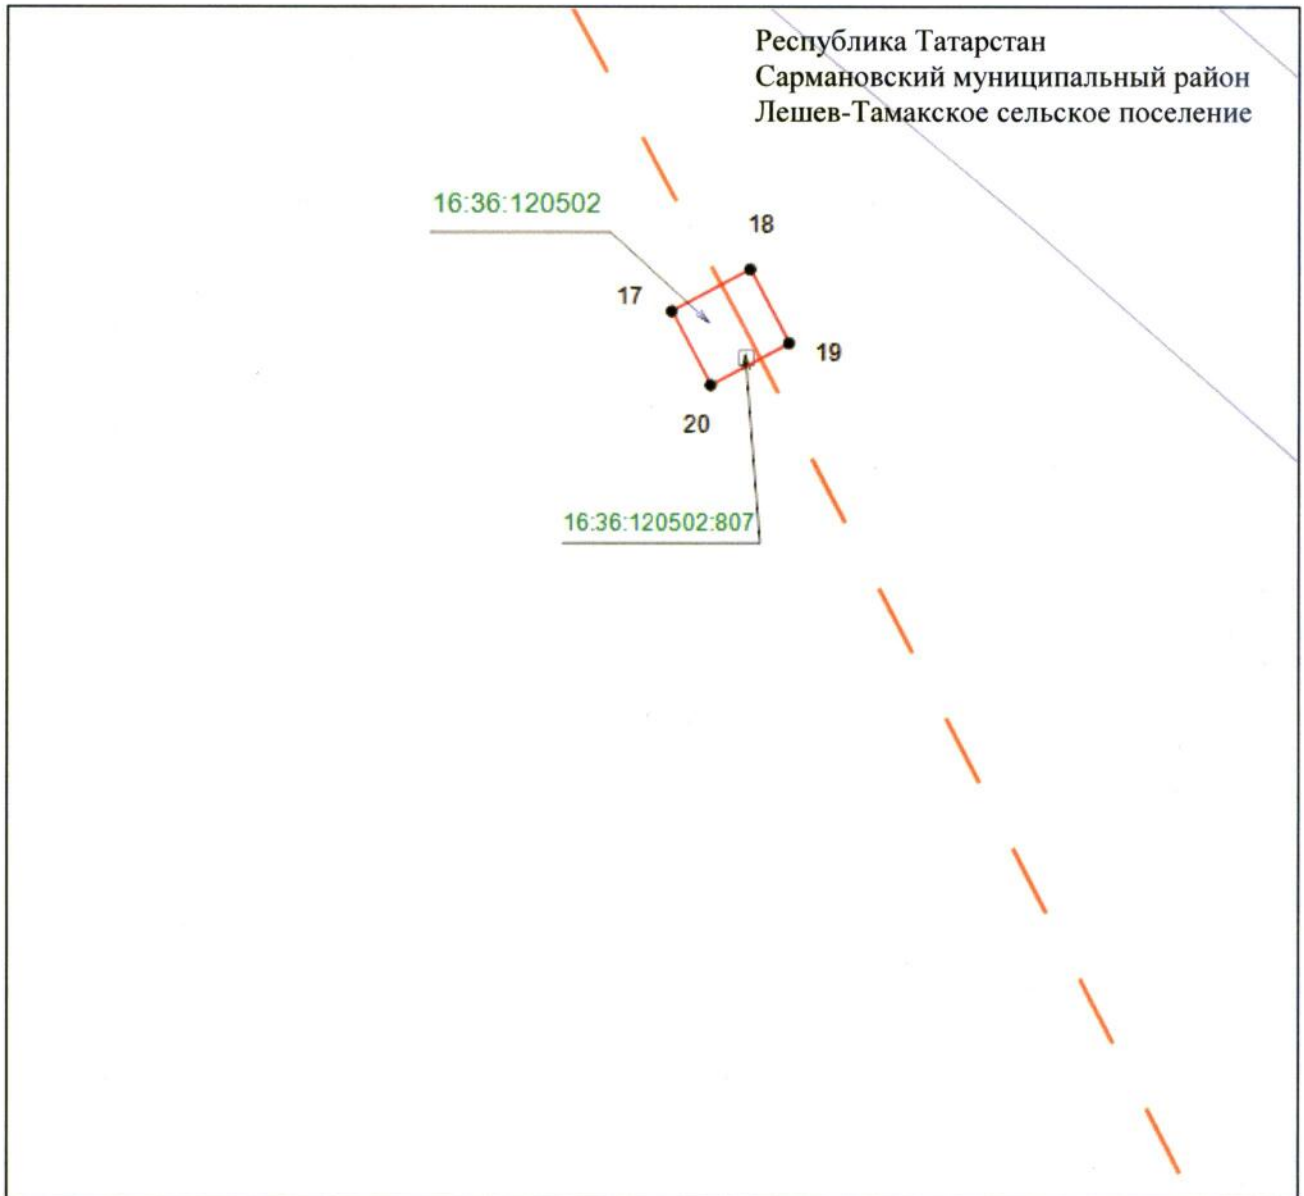 Республика Татарстан
Сармановский муниципальный район
Лешев-Тамакское сельское поселение
16:36:120502
18
17
19
20
16:36:120502:807